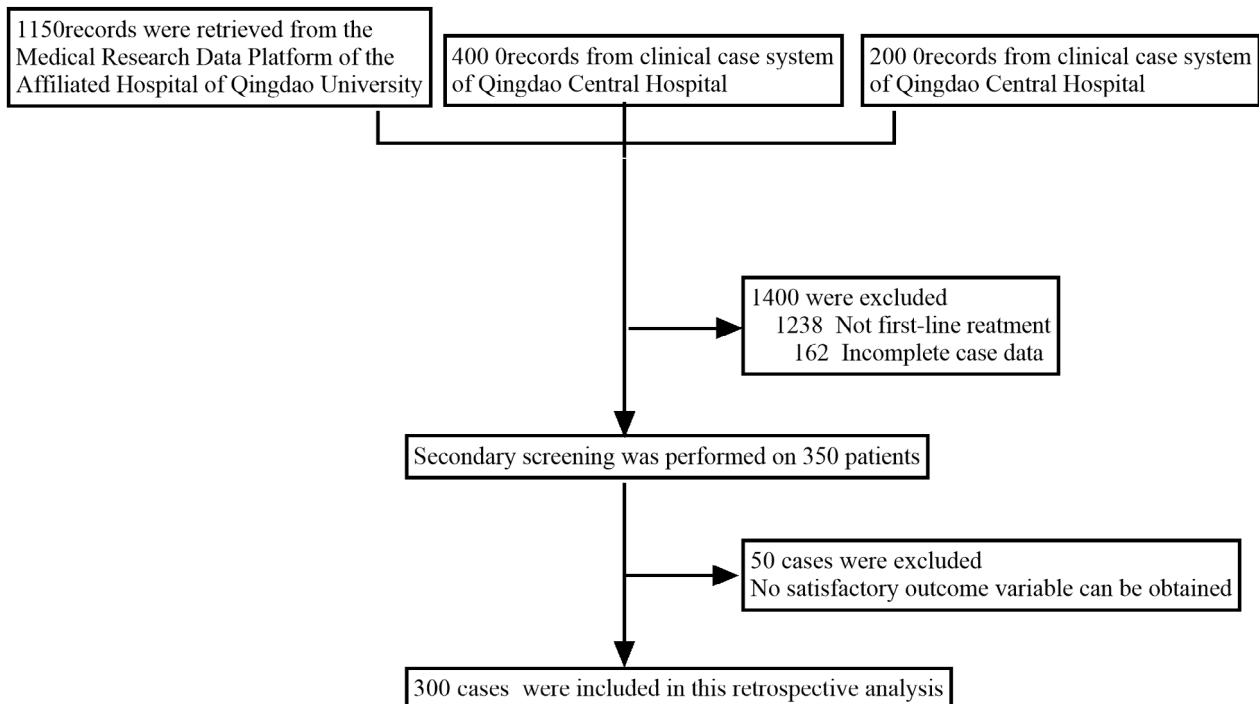 1150records were retrieved from the
Medical Research Data Platform of the
Affiliated Hospital of Qingdao University
400 0records from clinical case system
of Qingdao Central Hospital
200 0records from clinical case system
of Qingdao Central Hospital
1400 were excluded
1238 Not first-line reatment
162 Incomplete case data
Secondary screening was performed on 350 patients
50 cases were excluded
No satisfactory outcome variable can be obtained
300 cases were included in this retrospective analysis